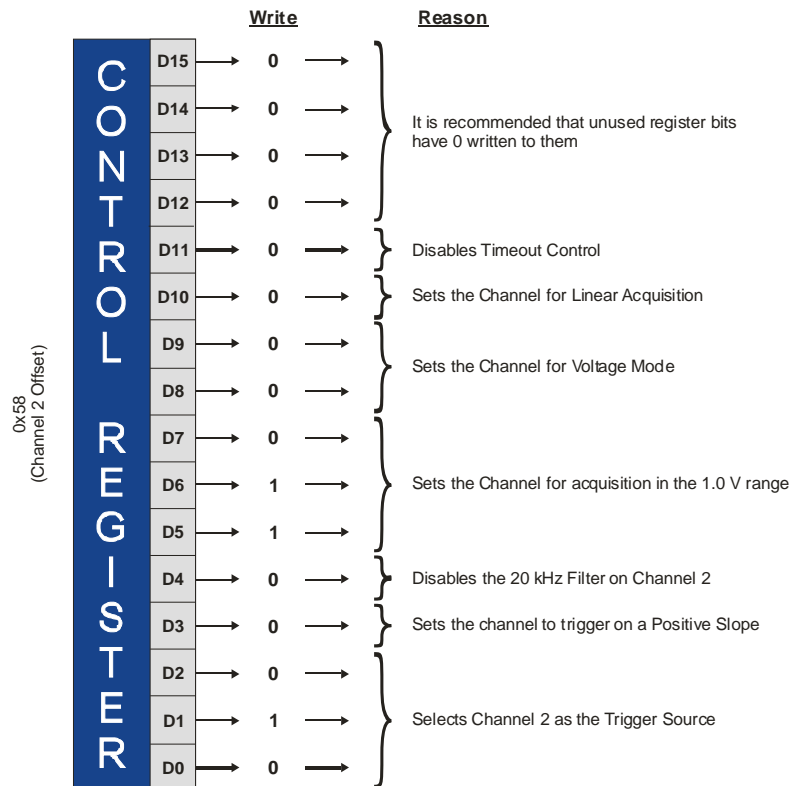 Write Reason
CONTROL REGISTER
0x58
(Channel 2 Offset)
D15 0
D14 0
D13 0
D12 0
It is recommended that unused register bits
have 0 written to them
D11 0 Disables Timeout Control
D10 0 Sets the Channel for Linear Acquisition
D9 0
D8 0
Sets the Channel for Voltage Mode
D7 0
D6 1 Sets the Channel for acquisition in the 1.0 V range
D5 1
D4 0 Disables the 20 kHz Filter on Channel 2
D3 0 Sets the channel to trigger on a Positive Slope
D2 0
D1 1 Selects Channel 2 as the Trigger Source
D0 0